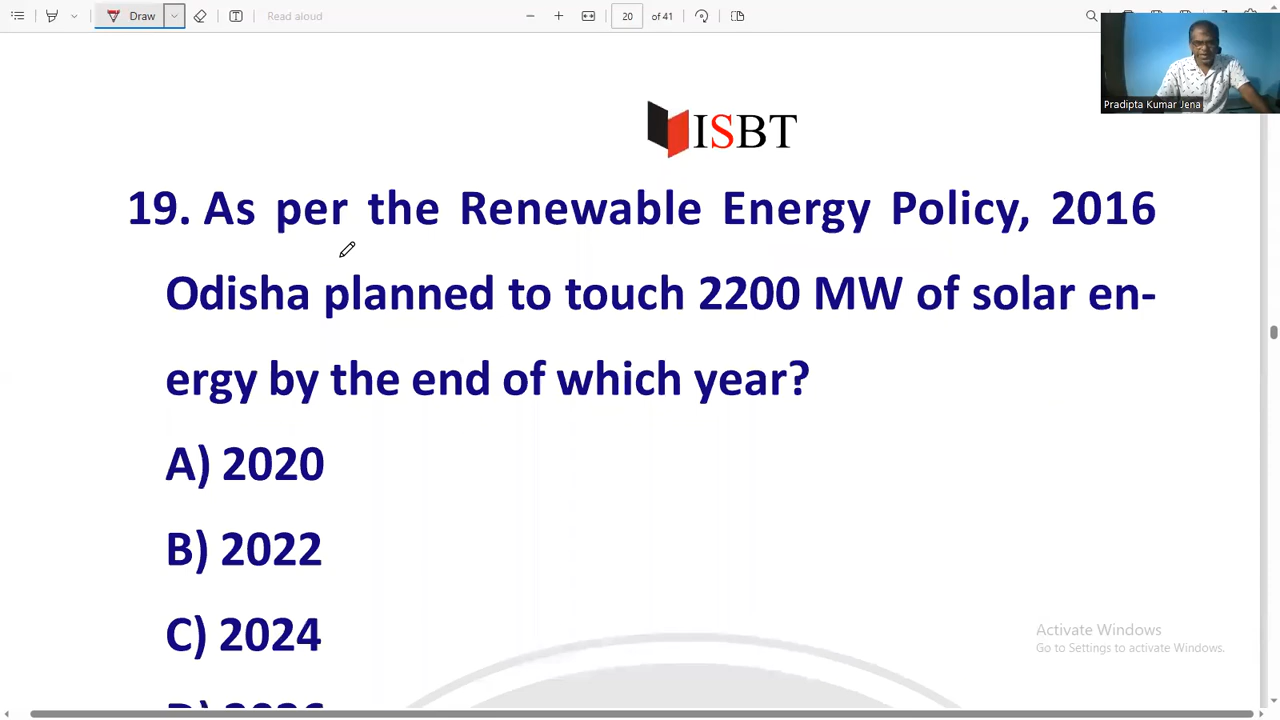 Draw
Read aloud
20 of 41
Pradipta Kumar Jena
ISBT
19. As per the Renewable Energy Policy, 2016
Odisha planned to touch 2200 MW of solar en-
ergy by the end of which year?
A) 2020
B) 2022
C) 2024
Activate Windows
Go to Settings to activate Windows.